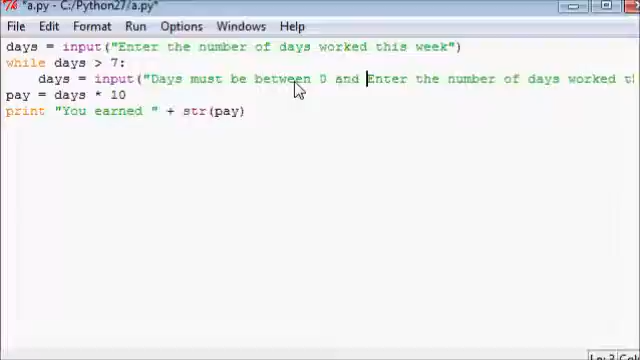 *a.py - C:/Python27/a.py*
File Edit Format Run Options Windows Help
days = input("Enter the number of days worked this week")
while days > 7:
    days = input("Days must be between 0 and Enter the number of days worked
pay = days * 10
print "You earned " + str(pay)